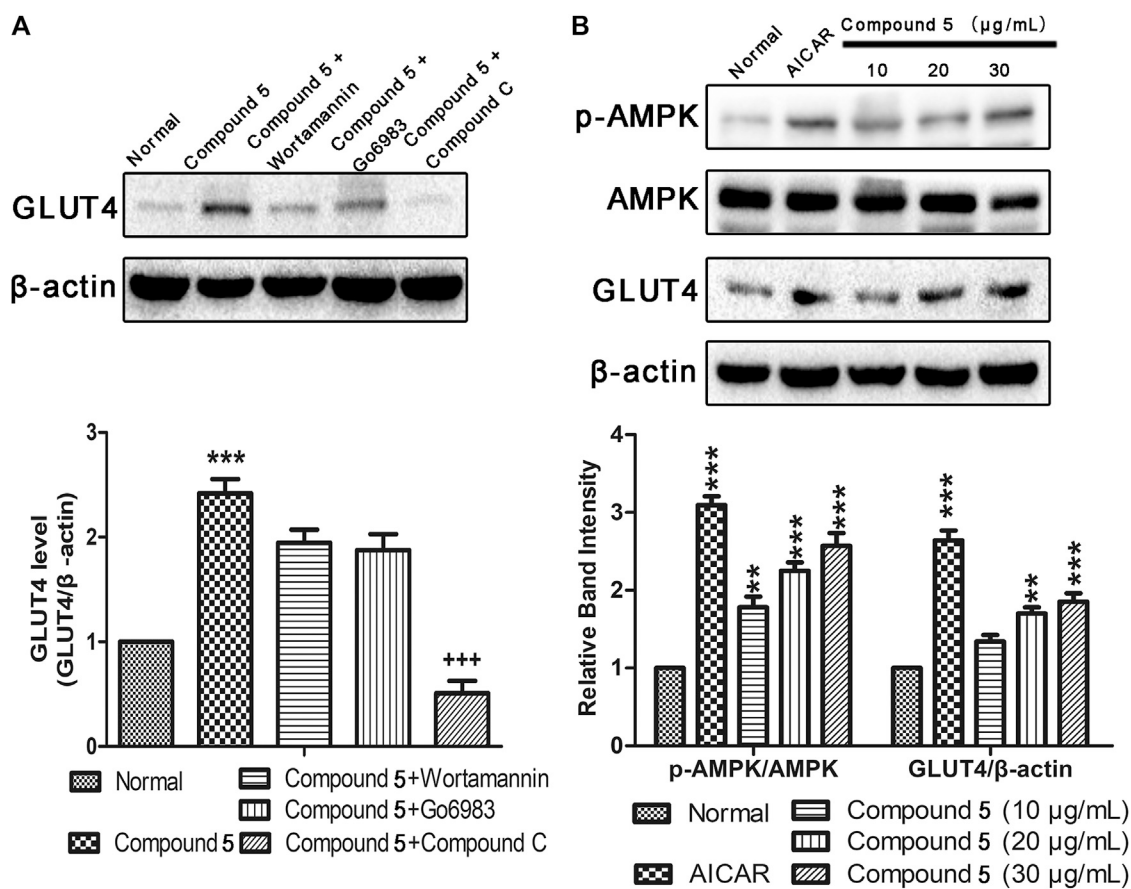 A
Normal
Compound 5
Compound 5 +
Wortamannin
Compound 5 +
Go6983
Compound 5 +
Compound C
GLUT4
β-actin
GLUT4 level
(GLUT4/β -actin)
3
2
1
0
***
+++
Normal
Compound 5
Compound 5+Wortamannin
Compound 5+Go6983
Compound 5+Compound C
B
Normal
AICAR
Compound 5 (μg/mL)
10 20 30
p-AMPK
AMPK
GLUT4
β-actin
Relative Band Intensity
4
3
2
1
0
*** ** *** *** *** ** ***
p-AMPK/AMPK GLUT4/β-actin
Normal
AICAR
Compound 5 (10 μg/mL)
Compound 5 (20 μg/mL)
Compound 5 (30 μg/mL)